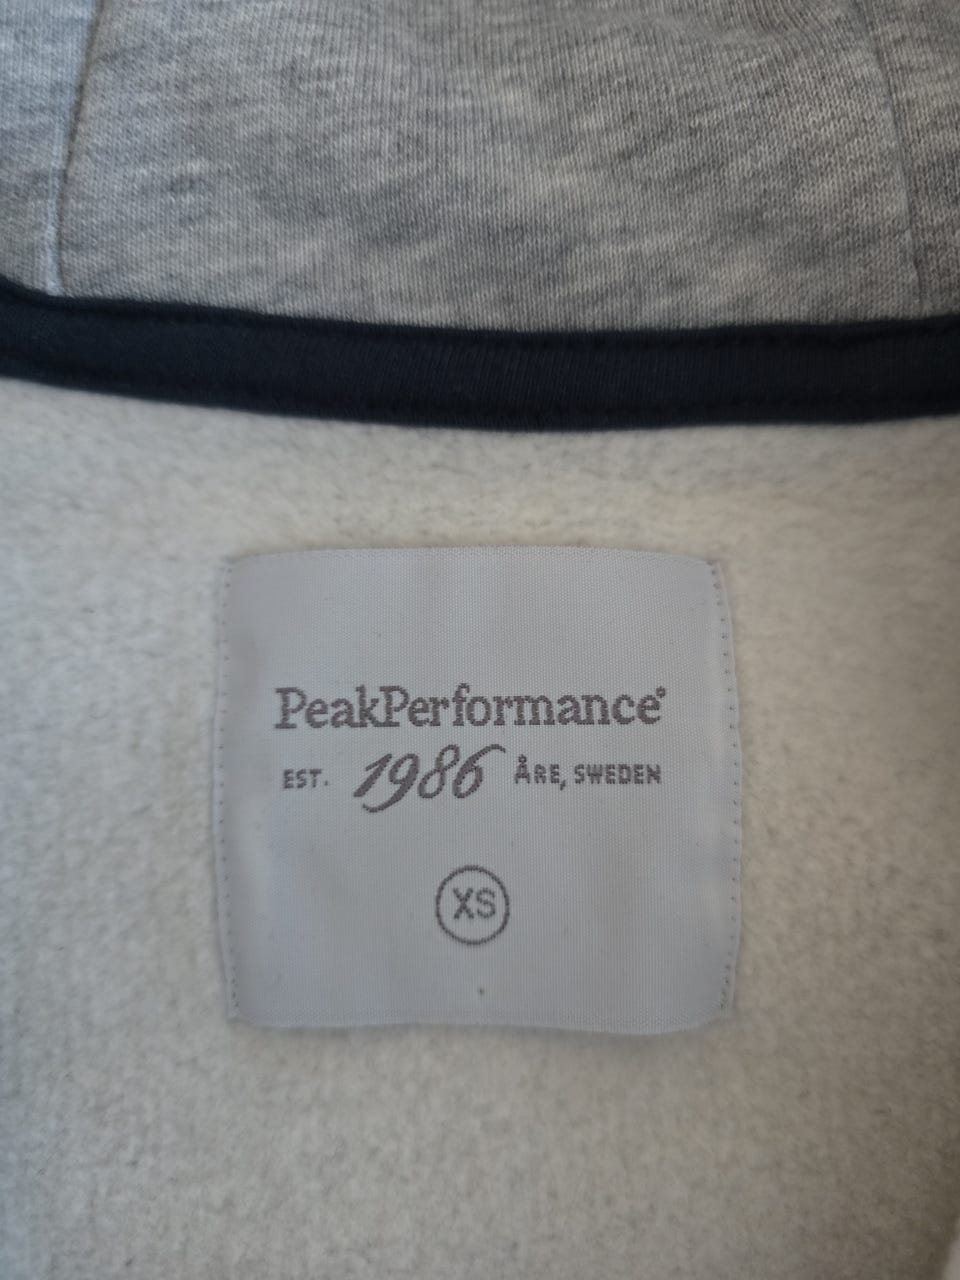 PeakPerformance®
EST. 1986 ÅRE, SWEDEN
XS